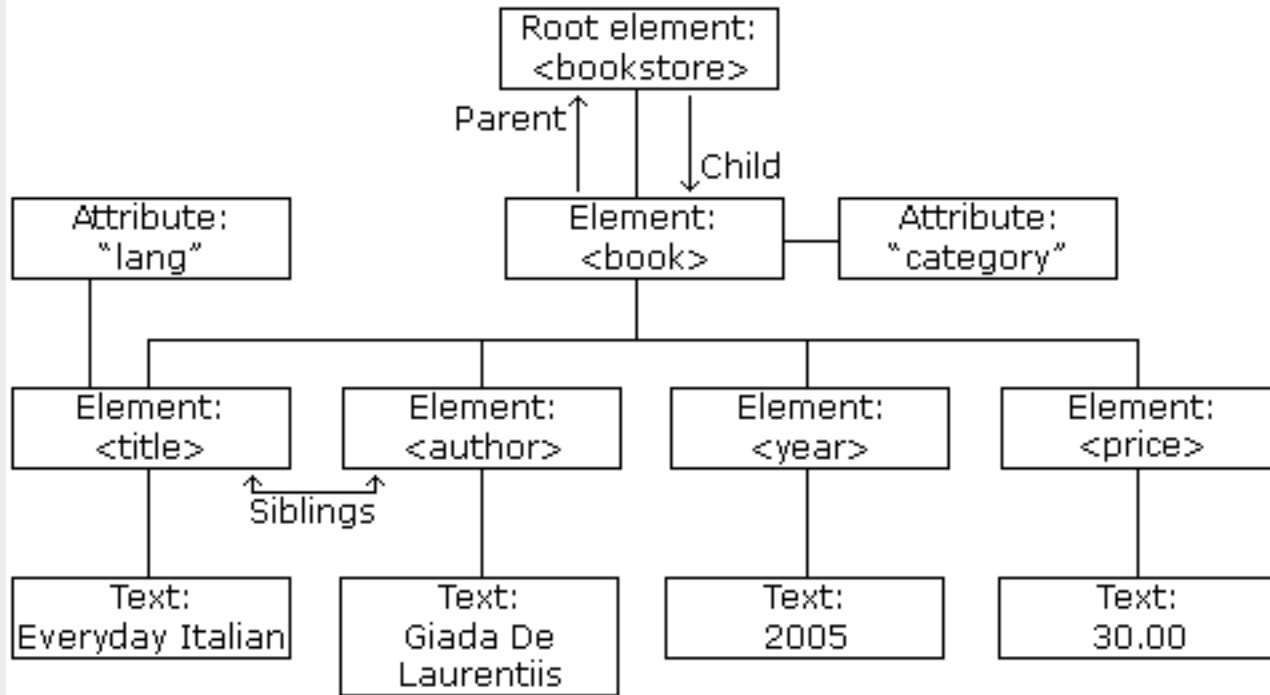 Root element:
<bookstore>
Parent
Child
Attribute:
“lang”
Element:
<book>
Attribute:
“category”
Element:
<title>
Element:
<author>
Element:
<year>
Element:
<price>
Siblings
Text:
Everyday Italian
Text:
Giada De
Laurentiis
Text:
2005
Text:
30.00